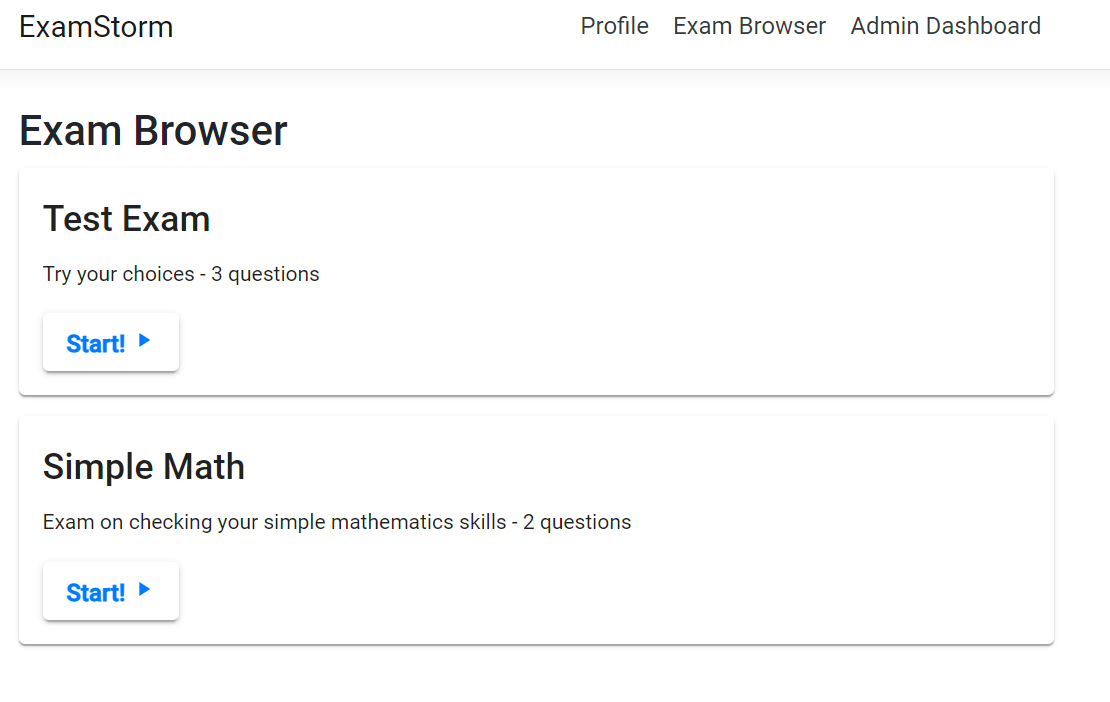 ExamStorm
Profile Exam Browser Admin Dashboard
Exam Browser
Test Exam
Try your choices - 3 questions
Start!
Simple Math
Exam on checking your simple mathematics skills - 2 questions
Start!